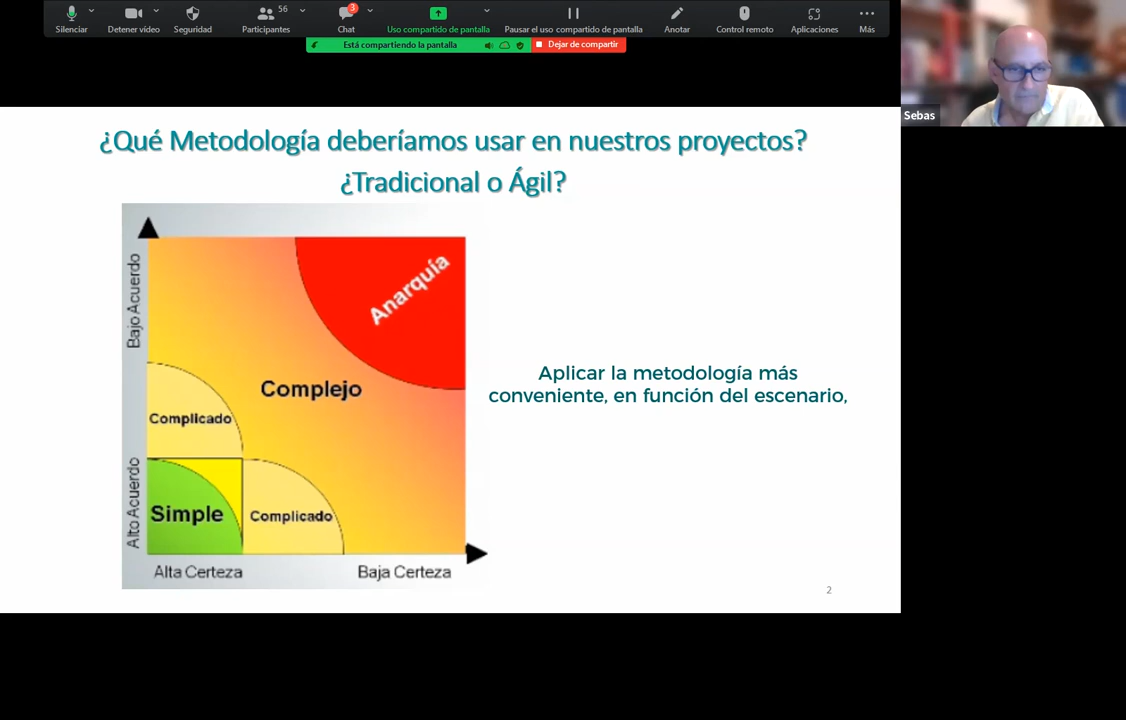 56
3
Silenciar
Detener vídeo
Seguridad
Participantes
Chat
Uso compartido de pantalla
Pausar el uso compartido de pantalla
Anotar
Control remoto
Aplicaciones
Más
Está compartiendo la pantalla
Dejar de compartir
Sebas
¿Qué Metodología deberíamos usar en nuestros proyectos?
¿Tradicional o Ágil?
Bajo Acuerdo
Alto Acuerdo
Anarquía
Complejo
Complicado
Simple
Complicado
Alta Certeza
Baja Certeza
Aplicar la metodología más
conveniente, en función del escenario,
2